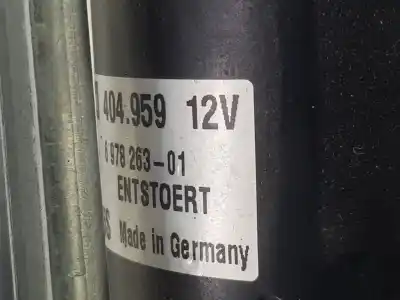 404.959 12V
6 978 263-01
ENTSTOERT
Made in Germany